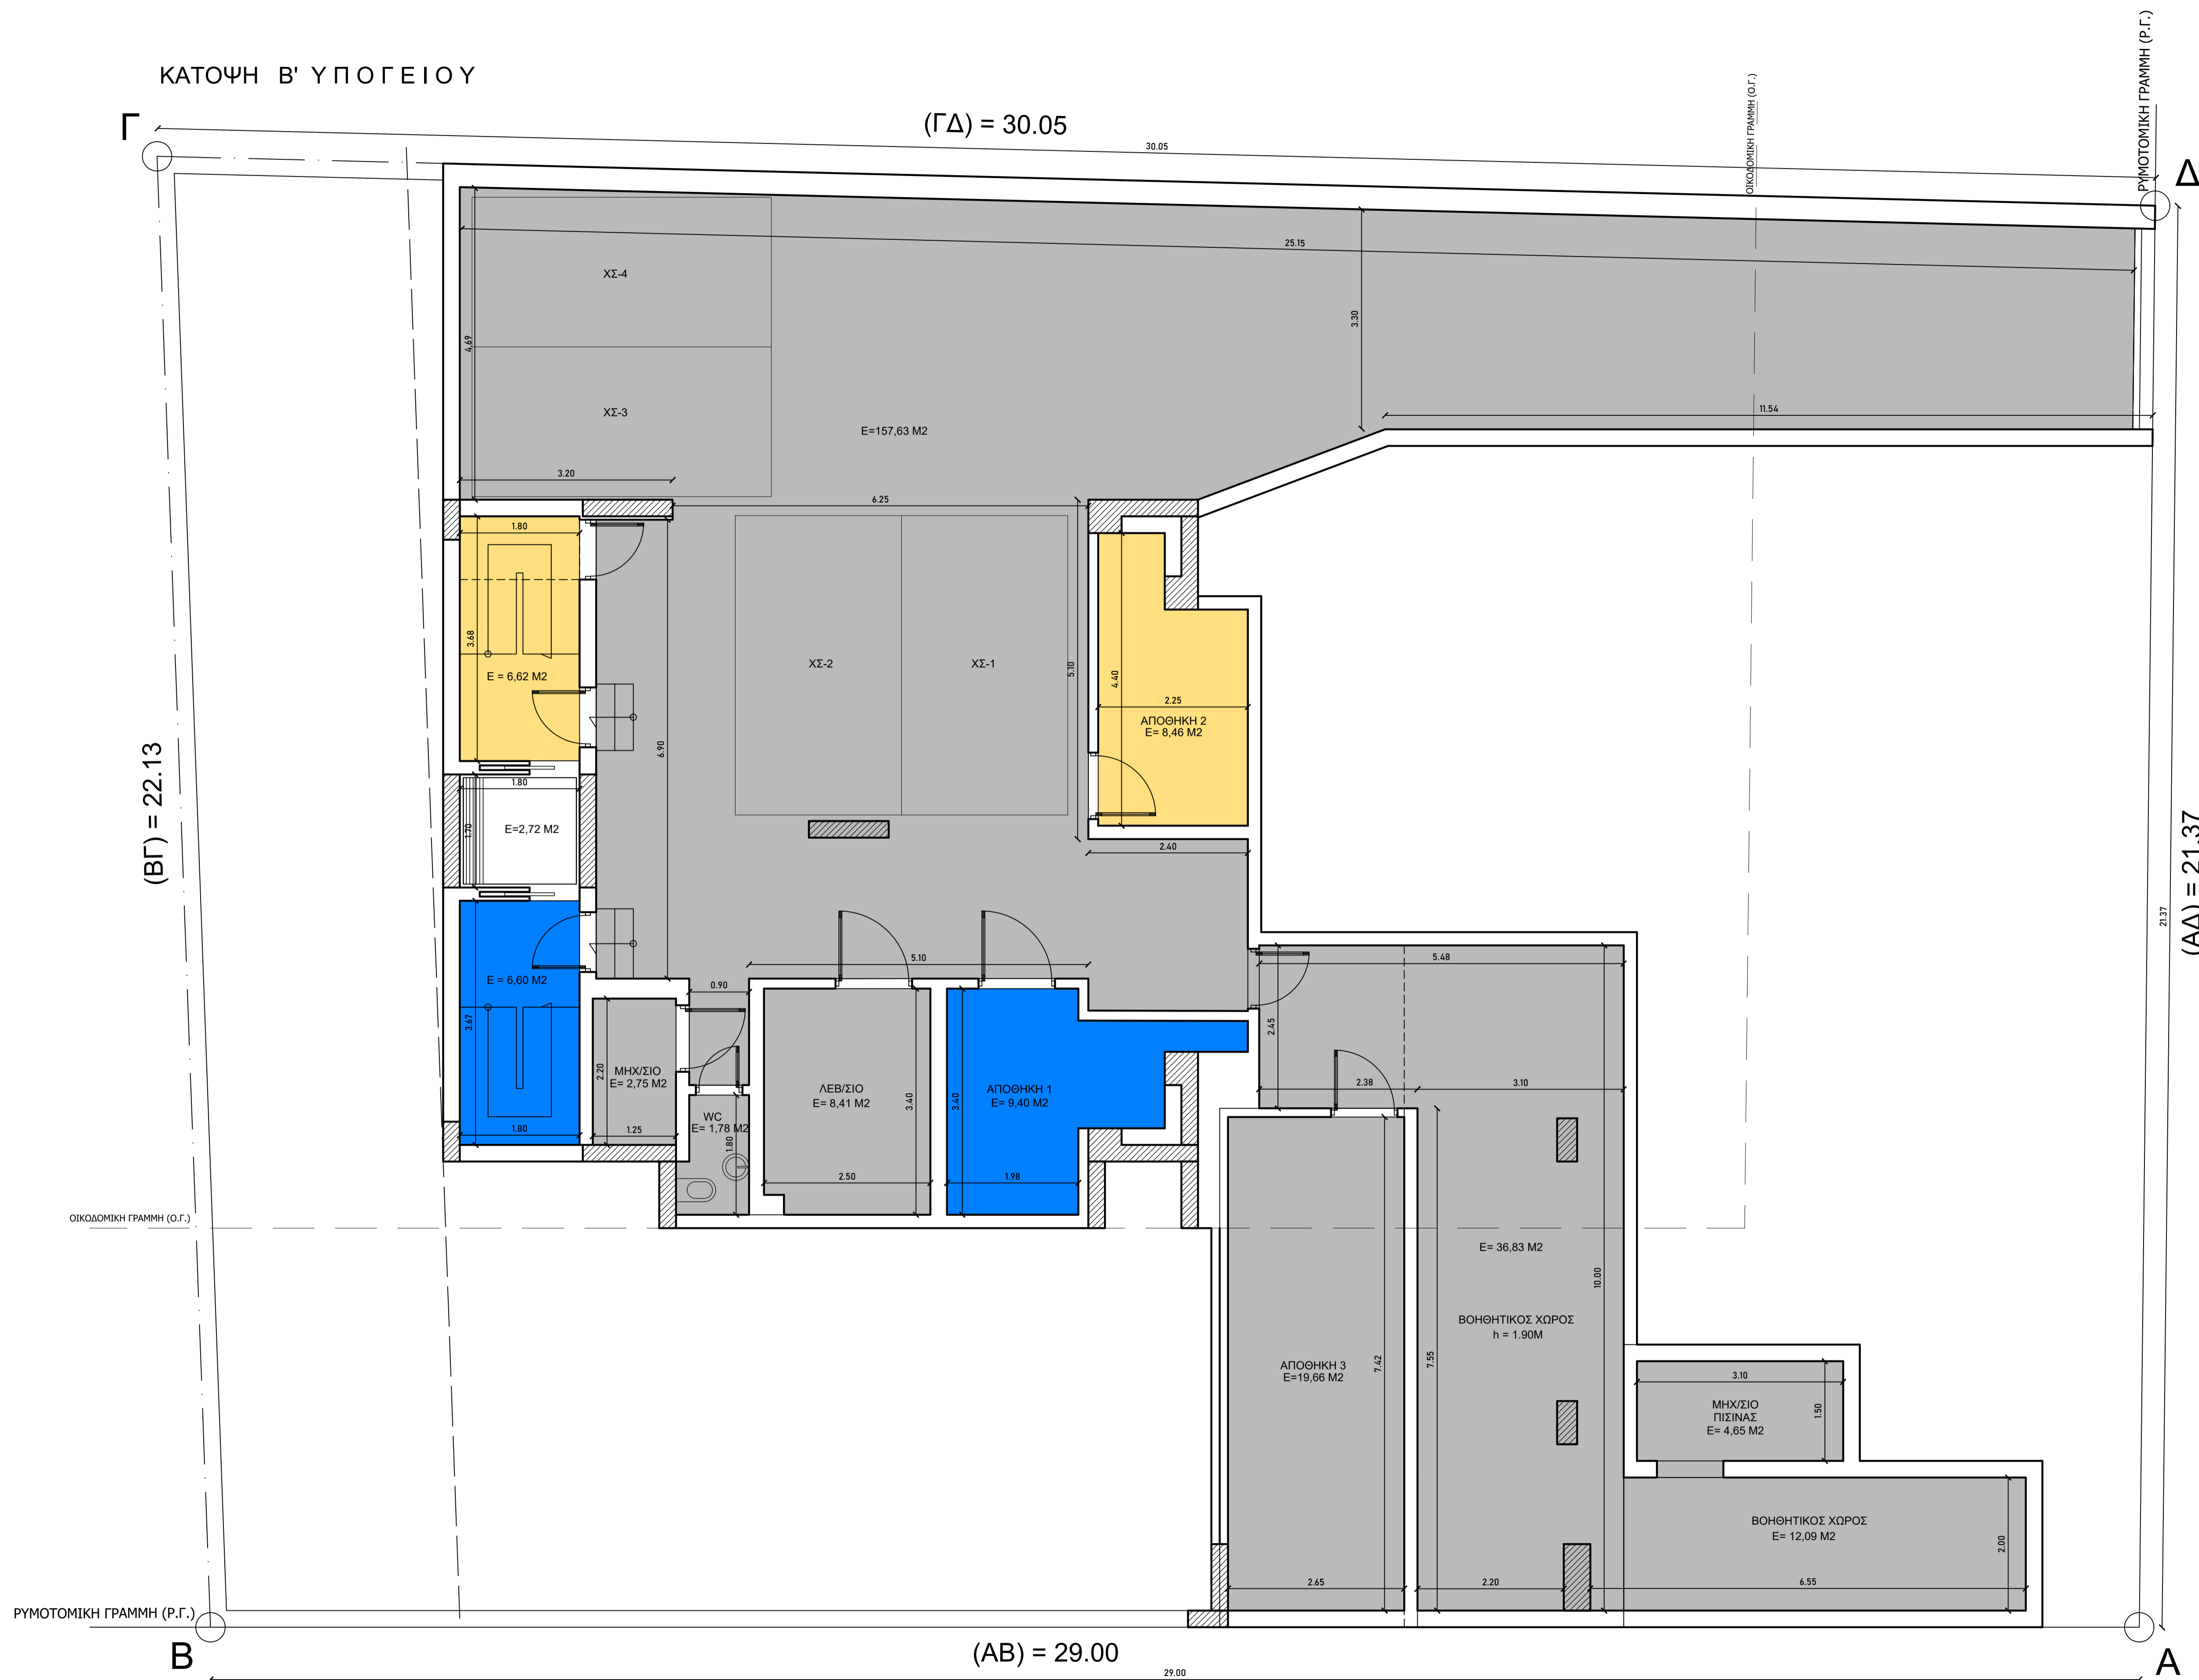 ΚΑΤΟΨΗ Β' ΥΠΟΓΕΙΟΥ
ΡΥΜΟΤΟΜΙΚΗ ΓΡΑΜΜΗ (Ρ.Γ.)
ΟΙΚΟΔΟΜΙΚΗ ΓΡΑΜΜΗ (Ο.Γ.)
Γ
(ΓΔ) = 30.05
30.05
Δ
25.15
ΧΣ-4
3.30
4.69
11.54
ΧΣ-3
Ε=157,63 Μ2
3.20
6.25
1.80
3.68
Ε = 6,62 Μ2
ΧΣ-2
ΧΣ-1
5.10
4.40
2.25
ΑΠΟΘΗΚΗ 2
Ε= 8,46 Μ2
6.90
(ΒΓ) = 22.13
1.80
1.70
Ε=2,72 Μ2
2.40
21.37
(ΑΔ) = 21.37
5.10
5.48
Ε = 6,60 Μ2
3.67
0.90
2.45
2.20
ΜΗΧ/ΣΙΟ
Ε= 2,75 Μ2
ΛΕΒ/ΣΙΟ
Ε= 8,41 Μ2
3.40
3.40
ΑΠΟΘΗΚΗ 1
Ε= 9,40 Μ2
2.38
3.10
WC
Ε= 1,78 Μ2
1.80
1.80
1.25
2.50
1.98
ΟΙΚΟΔΟΜΙΚΗ ΓΡΑΜΜΗ (Ο.Γ.)
Ε= 36,83 Μ2
10.00
ΒΟΗΘΗΤΙΚΟΣ ΧΩΡΟΣ
h = 1.90Μ
ΑΠΟΘΗΚΗ 3
Ε=19,66 Μ2
7.42
7.55
3.10
1.50
ΜΗΧ/ΣΙΟ
ΠΙΣΙΝΑΣ
Ε= 4,65 Μ2
ΒΟΗΘΗΤΙΚΟΣ ΧΩΡΟΣ
Ε= 12,09 Μ2
2.00
2.65
2.20
6.55
ΡΥΜΟΤΟΜΙΚΗ ΓΡΑΜΜΗ (Ρ.Γ.)
Β
(ΑΒ) = 29.00
29.00
Α